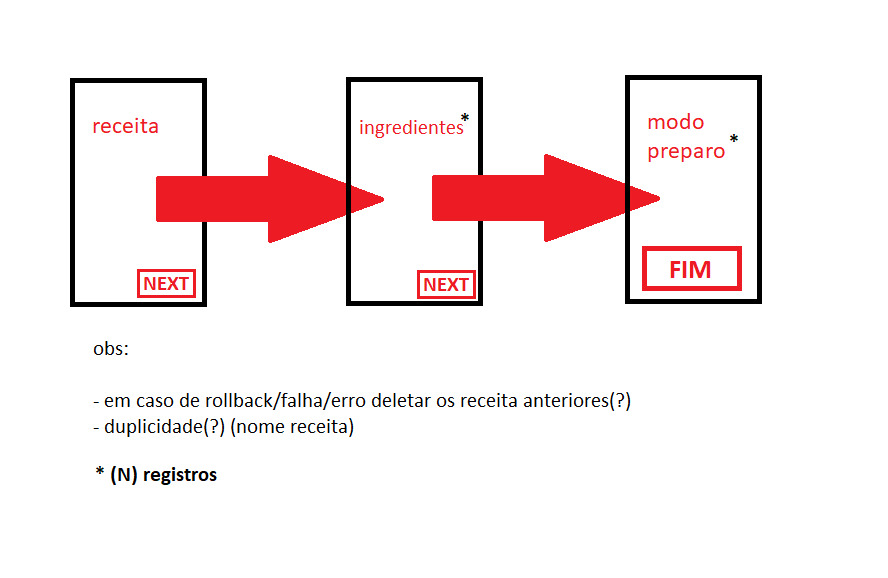 receita
NEXT
ingredientes*
NEXT
modo
preparo*
FIM
obs:
- em caso de rollback/falha/erro deletar os receita anteriores(?)
- duplicidade(?) (nome receita)
* (N) registros